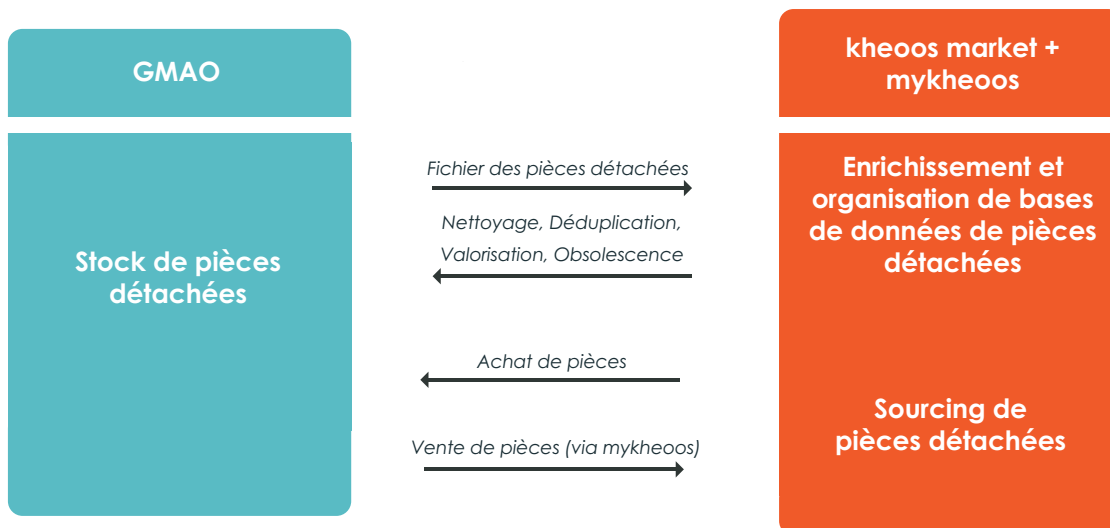 GMAO
kheoos market +
mykheoos
Stock de pièces
détachées
Fichier des pièces détachées
Nettoyage, Déduplication,
Valorisation, Obsolescence
Achat de pièces
Vente de pièces (via mykheoos)
Enrichissement et
organisation de bases
de données de pièces
détachées
Sourcing de
pièces détachées